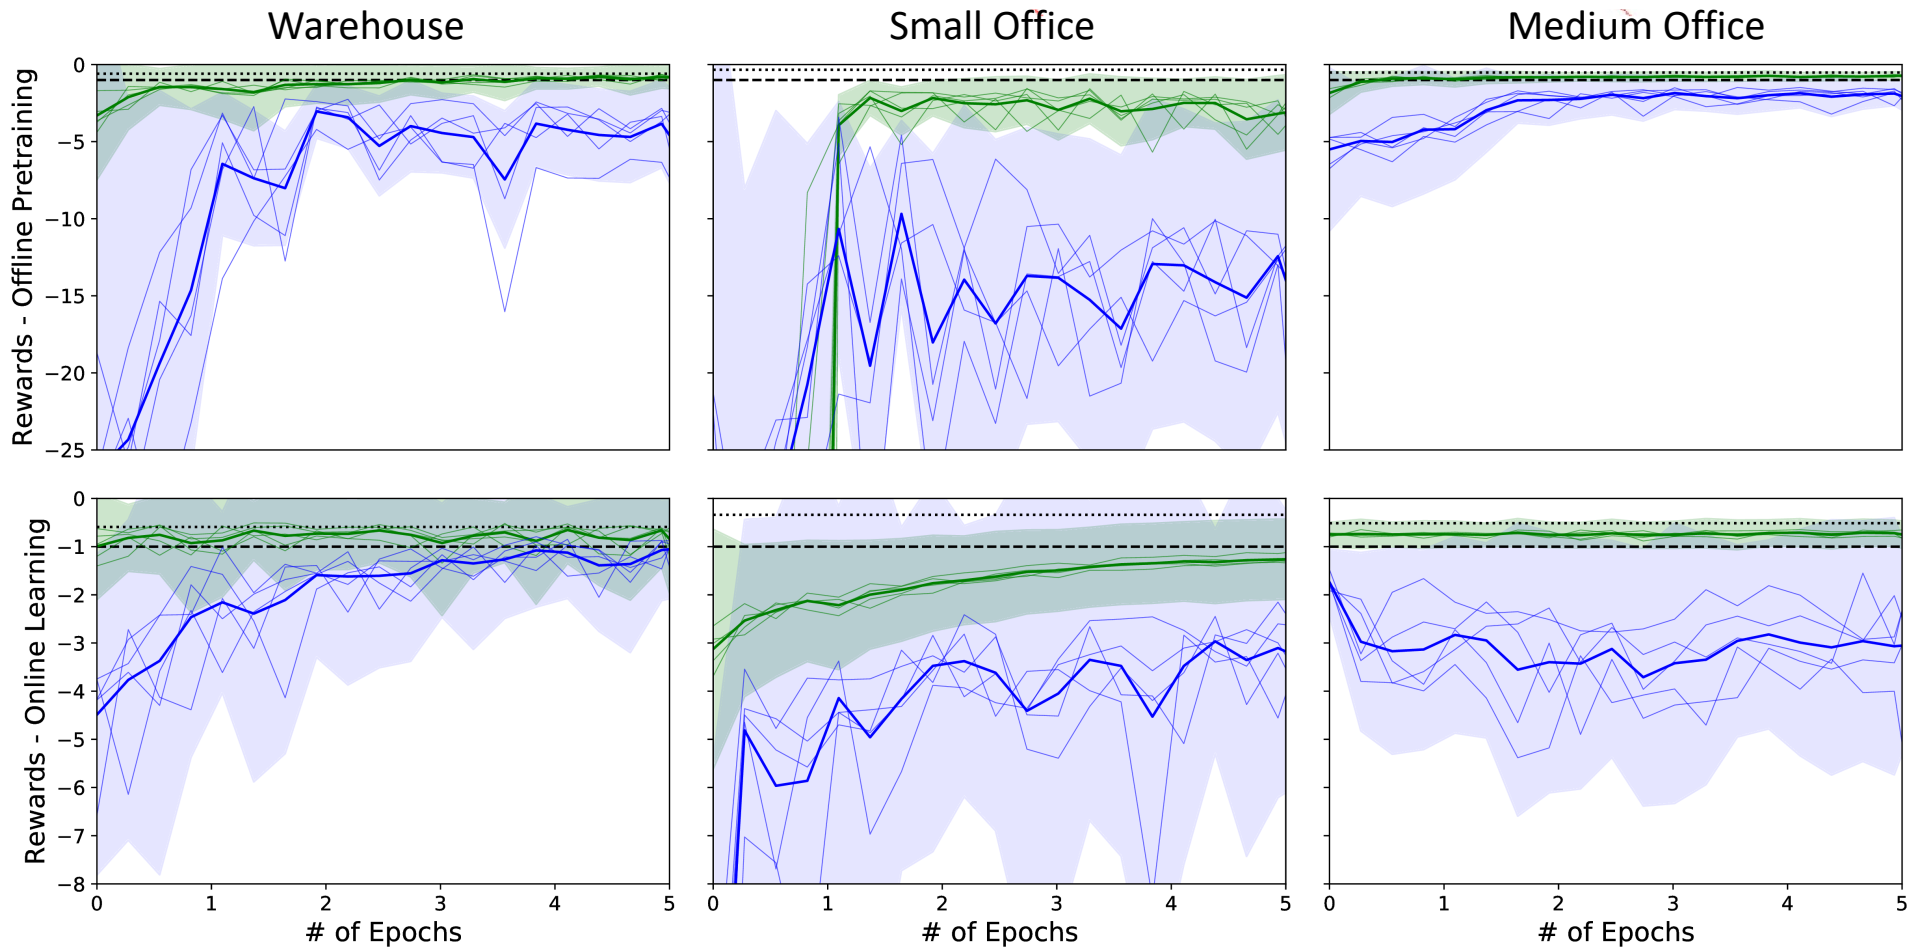 Warehouse
Small Office
Medium Office
Rewards - Offline Pretraining
0
−5
−10
−15
−20
−25
Rewards - Online Learning
0
−1
−2
−3
−4
−5
−6
−7
−8
0 1 2 3 4 5
0 1 2 3 4 5
0 1 2 3 4 5
# of Epochs
# of Epochs
# of Epochs